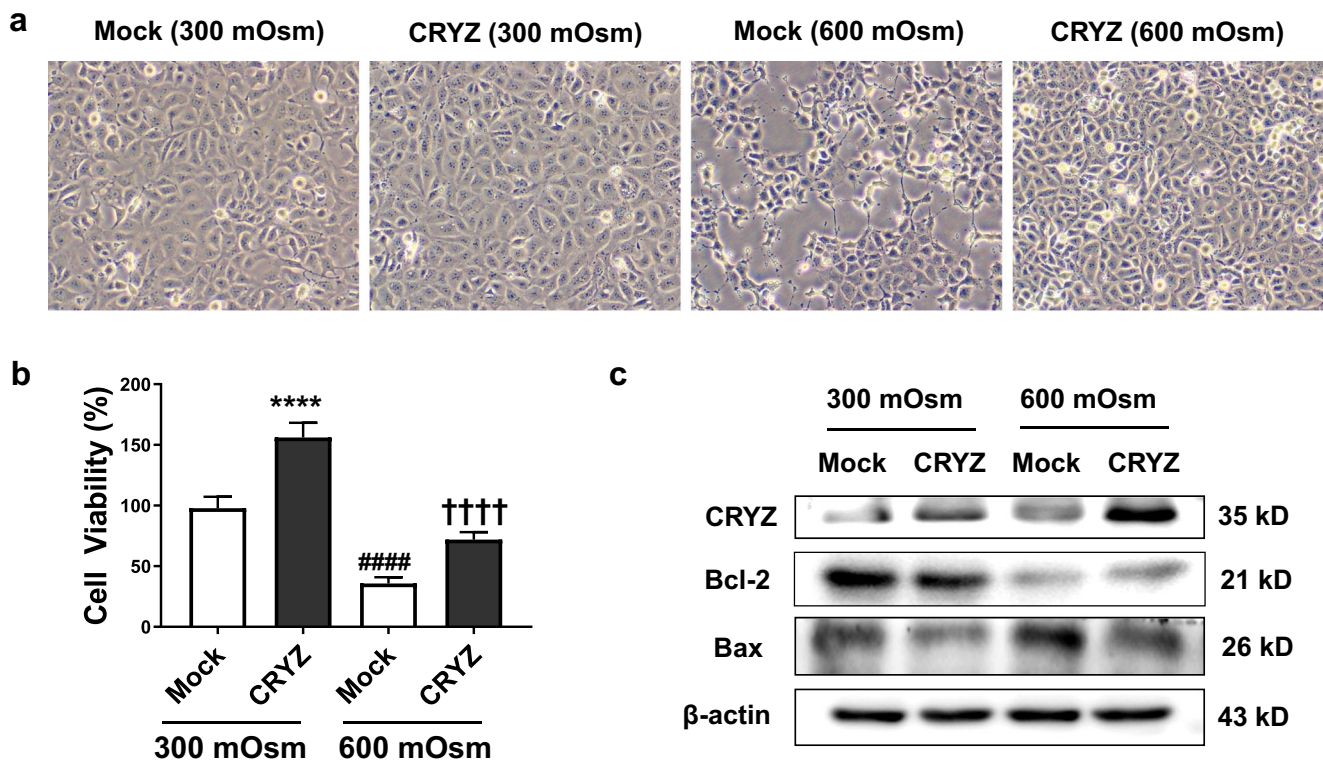 a
Mock (300 mOsm)
CRYZ (300 mOsm)
Mock (600 mOsm)
CRYZ (600 mOsm)
b
Cell Viability (%)
200
150
100
50
0
****
####
††††
Mock
CRYZ
Mock
CRYZ
300 mOsm
600 mOsm
c
300 mOsm
600 mOsm
Mock
CRYZ
Mock
CRYZ
CRYZ
35 kD
Bcl-2
21 kD
Bax
26 kD
β-actin
43 kD